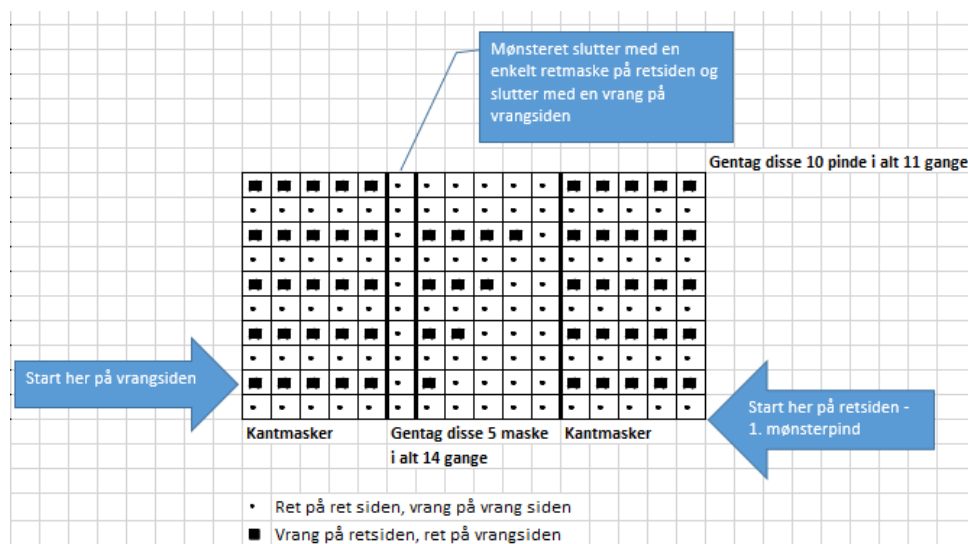 Mønsteret slutter med en
enkelt retmaske på retsiden og
slutter med en vrang på
vrangsiden
Gentag disse 10 pinde i alt 11 gange
Start her på vrangsiden
Start her på retsiden -
1. mønsterpind
Kantmasker
Gentag disse 5 maske
i alt 14 gange
Kantmasker
Ret på ret siden, vrang på vrang siden
Vrang på retsiden, ret på vrangsiden